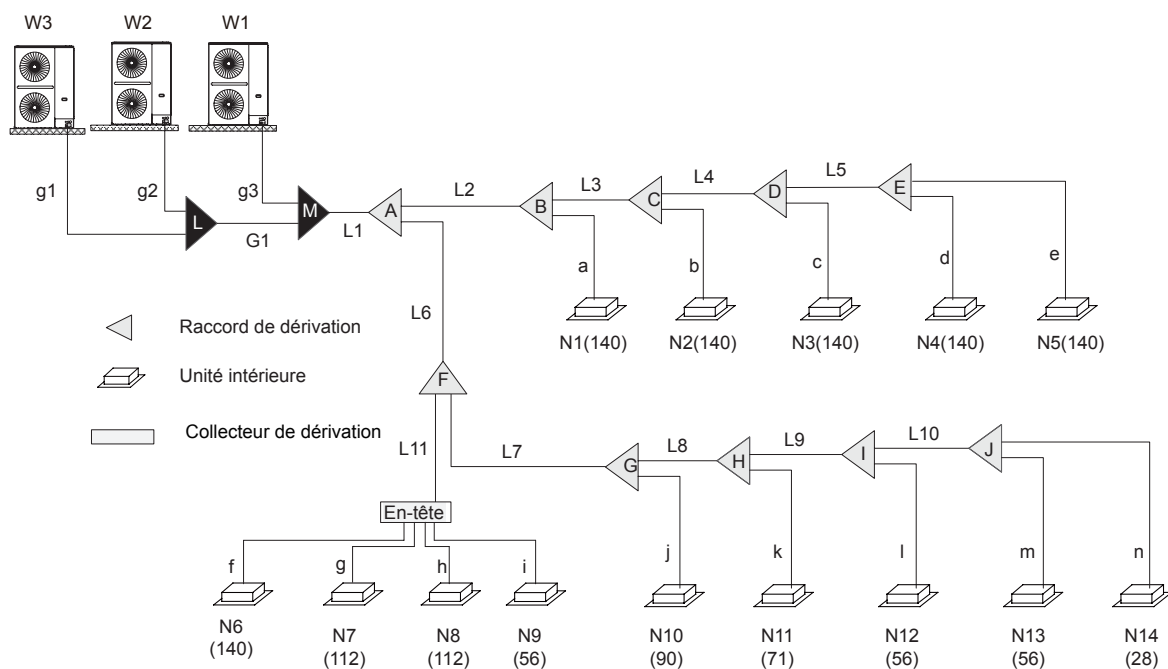 W3 W2 W1
g1 g2 g3
L G1 M L1 A L2 B L3 C L4 D L5 E
a b c d e
N1(140) N2(140) N3(140) N4(140) N5(140)
L6
Raccord de dérivation
Unité intérieure
Collecteur de dérivation
F
L11 L7 G L8 H L9 I L10 J
En-tête
f g h i j k l m n
N6 N7 N8 N9 N10 N11 N12 N13 N14
(140) (112) (112) (56) (90) (71) (56) (56) (28)